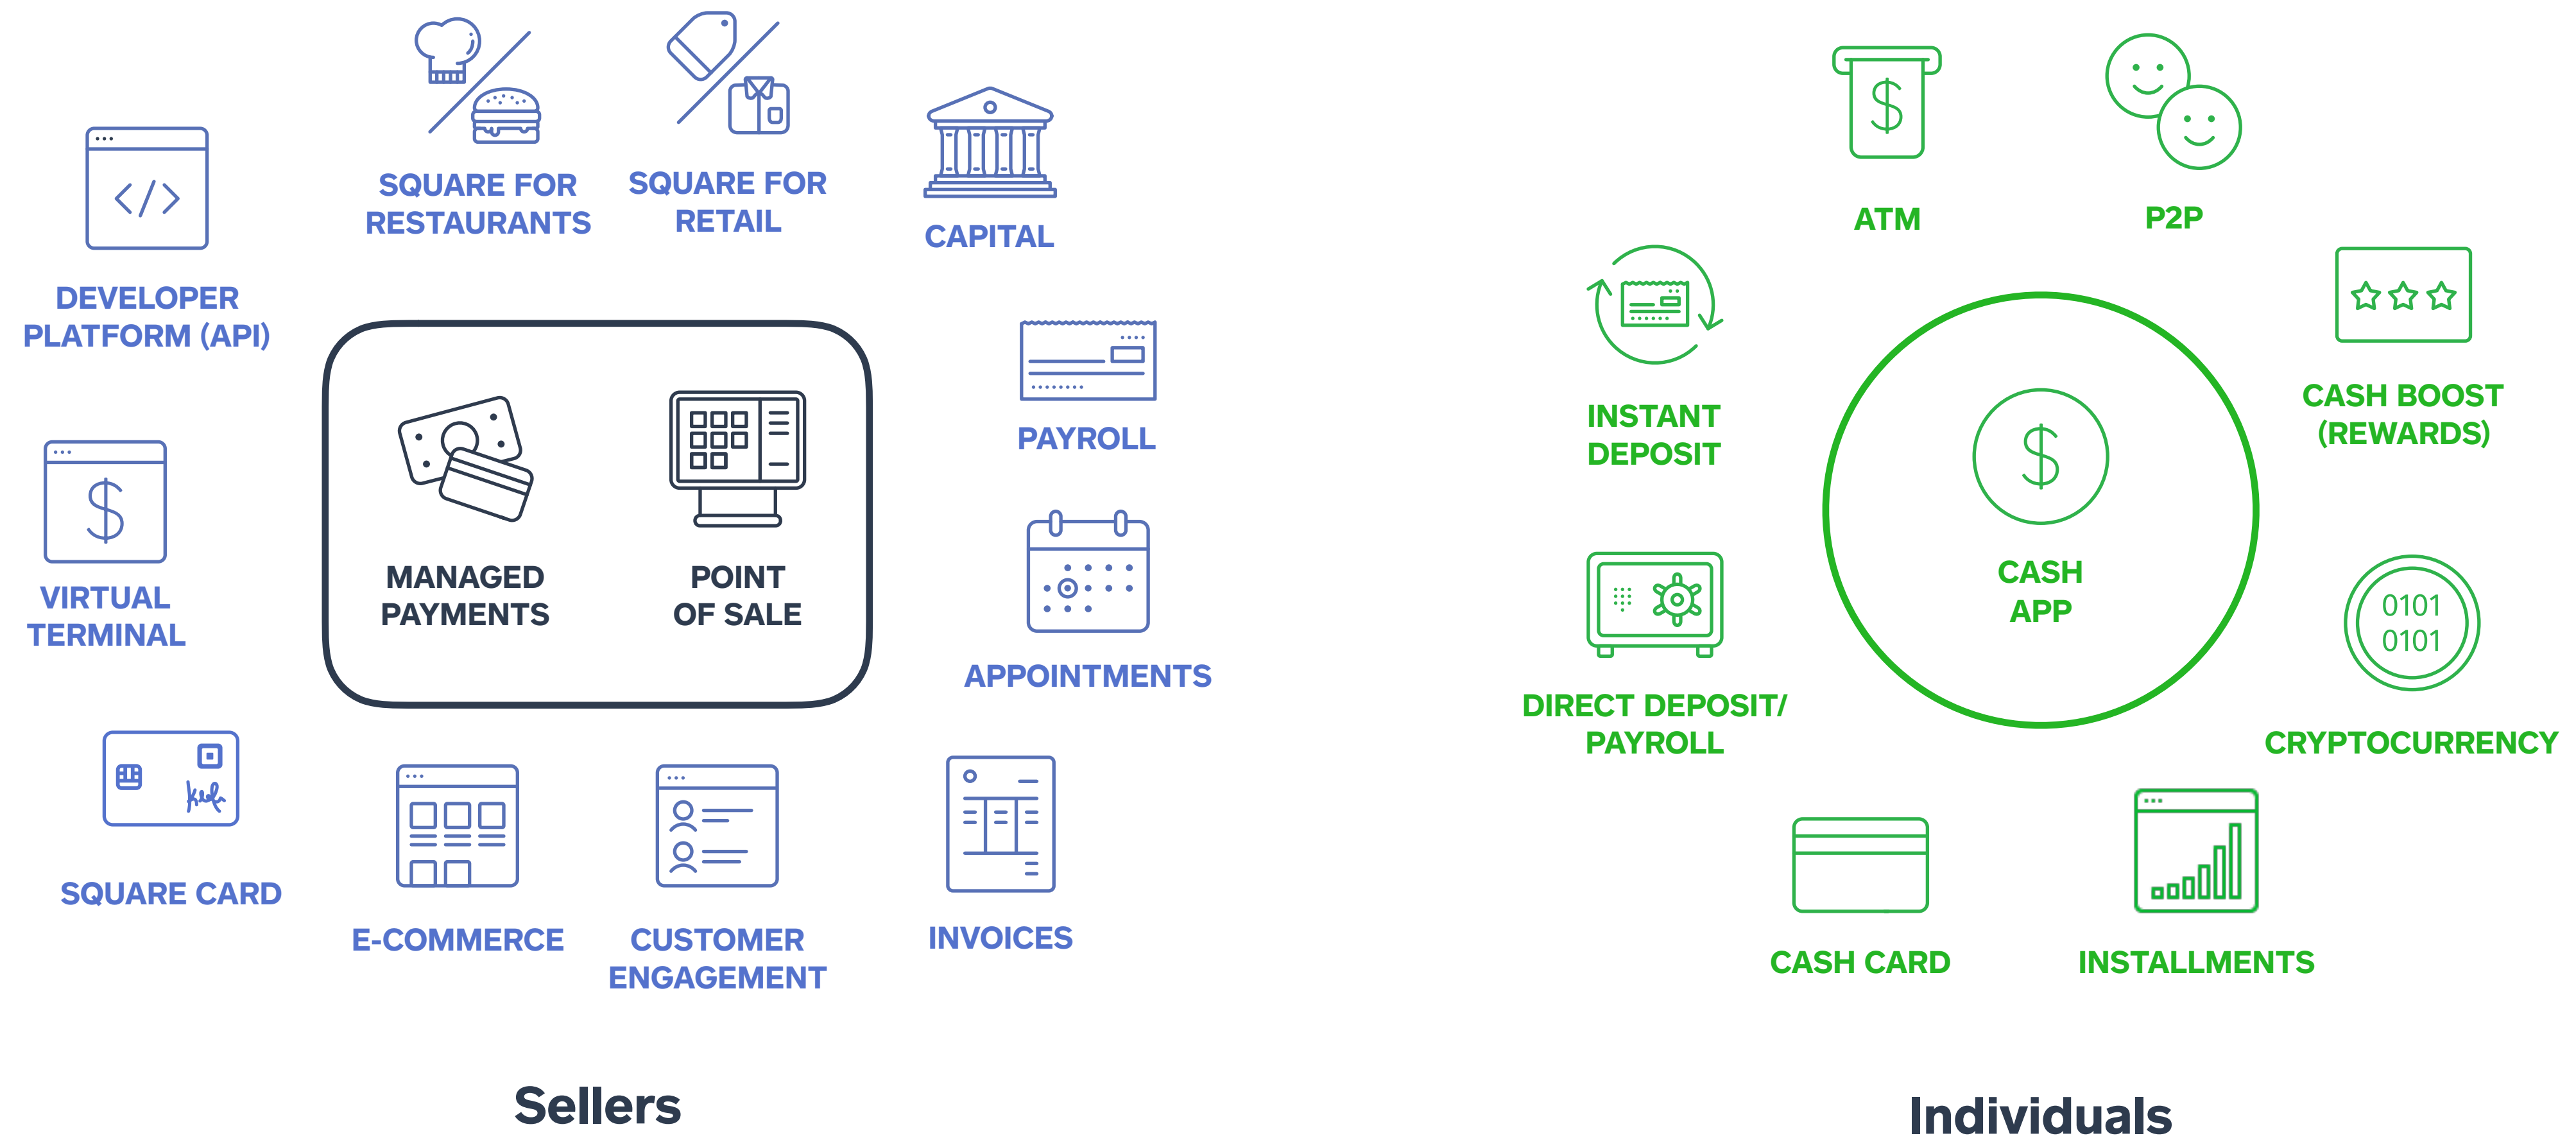 SQUARE FOR
RESTAURANTS
SQUARE FOR
RETAIL
CAPITAL
DEVELOPER
PLATFORM (API)
PAYROLL
MANAGED
PAYMENTS
POINT
OF SALE
VIRTUAL
TERMINAL
APPOINTMENTS
SQUARE CARD
E-COMMERCE
CUSTOMER
ENGAGEMENT
INVOICES
Sellers
ATM
P2P
INSTANT
DEPOSIT
CASH BOOST
(REWARDS)
CASH
APP
DIRECT DEPOSIT/
PAYROLL
0101
0101
CRYPTOCURRENCY
CASH CARD
INSTALLMENTS
Individuals